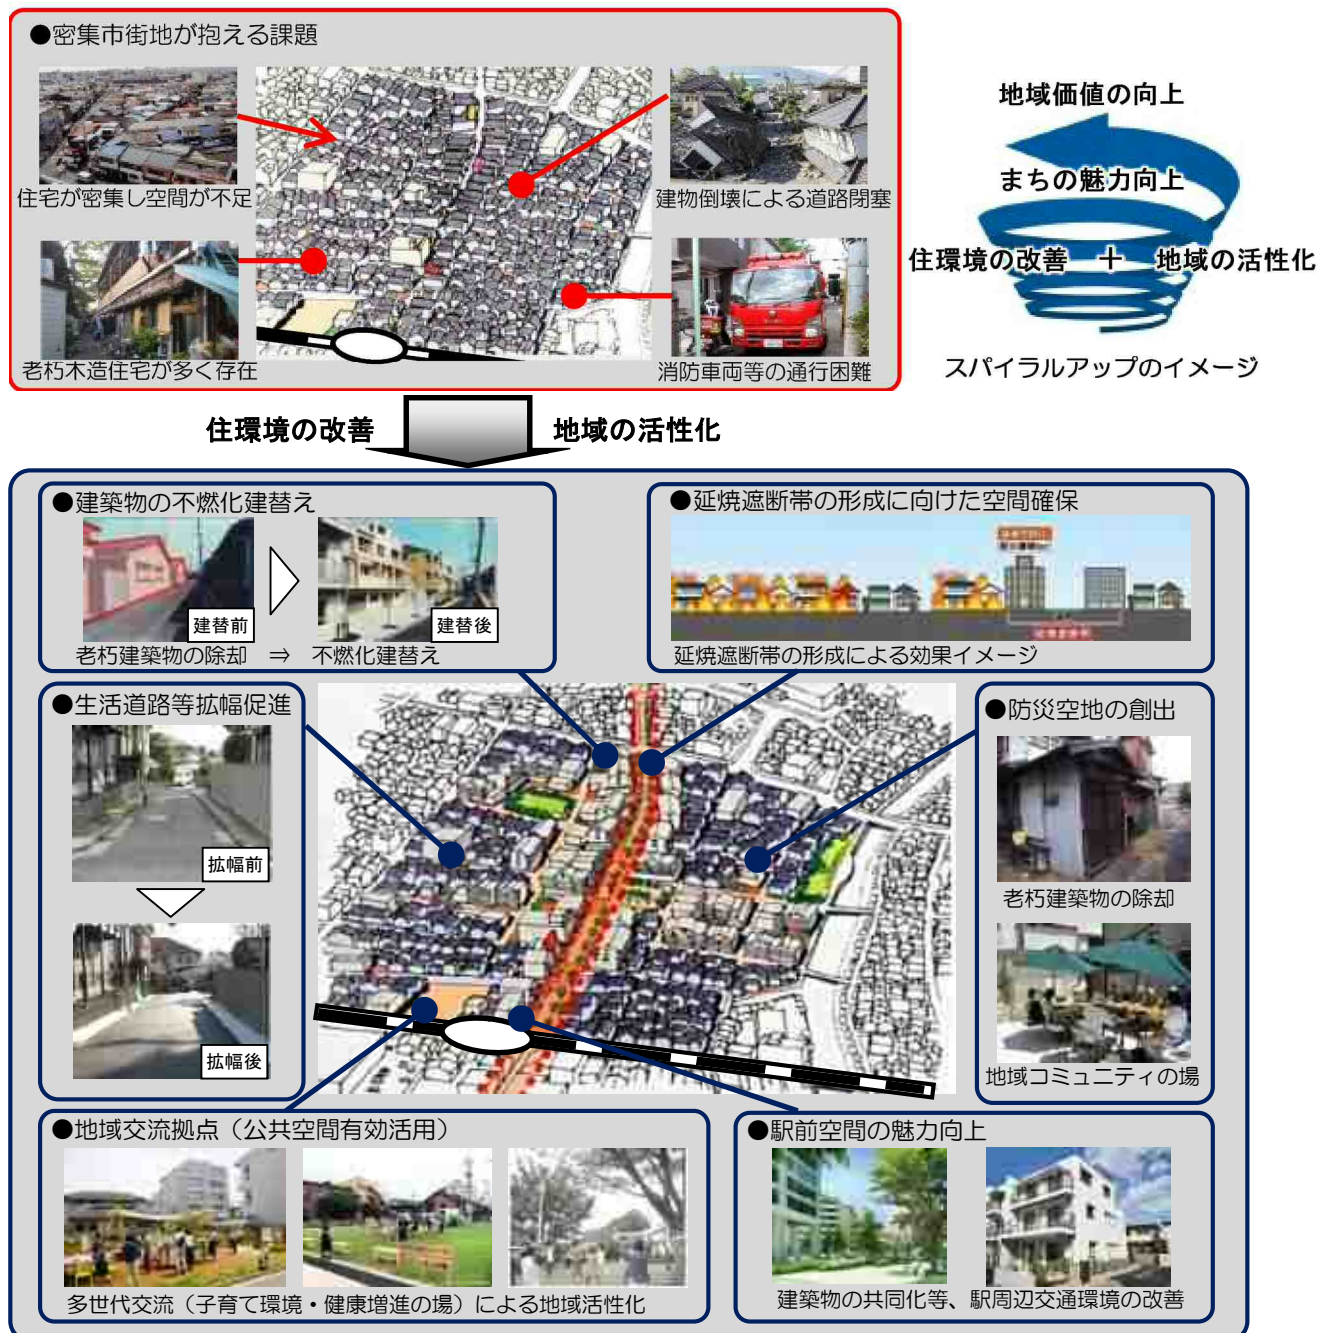 ●密集市街地が抱える課題
住宅が密集し空間が不足
建物倒壊による道路閉塞
老朽木造住宅が多く存在
消防車両等の通行困難
地域価値の向上
まちの魅力向上
住環境の改善 + 地域の活性化
スパイラルアップのイメージ
住環境の改善 地域の活性化
●建築物の不燃化建替え
建替前
建替後
老朽建築物の除却 ⇒ 不燃化建替え
●延焼遮断帯の形成に向けた空間確保
延焼遮断帯の形成による効果イメージ
●生活道路等拡幅促進
拡幅前
拡幅後
●防災空地の創出
老朽建築物の除却
地域コミュニティの場
●地域交流拠点（公共空間有効活用）
多世代交流（子育て環境・健康増進の場）による地域活性化
●駅前空間の魅力向上
建築物の共同化等、駅周辺交通環境の改善